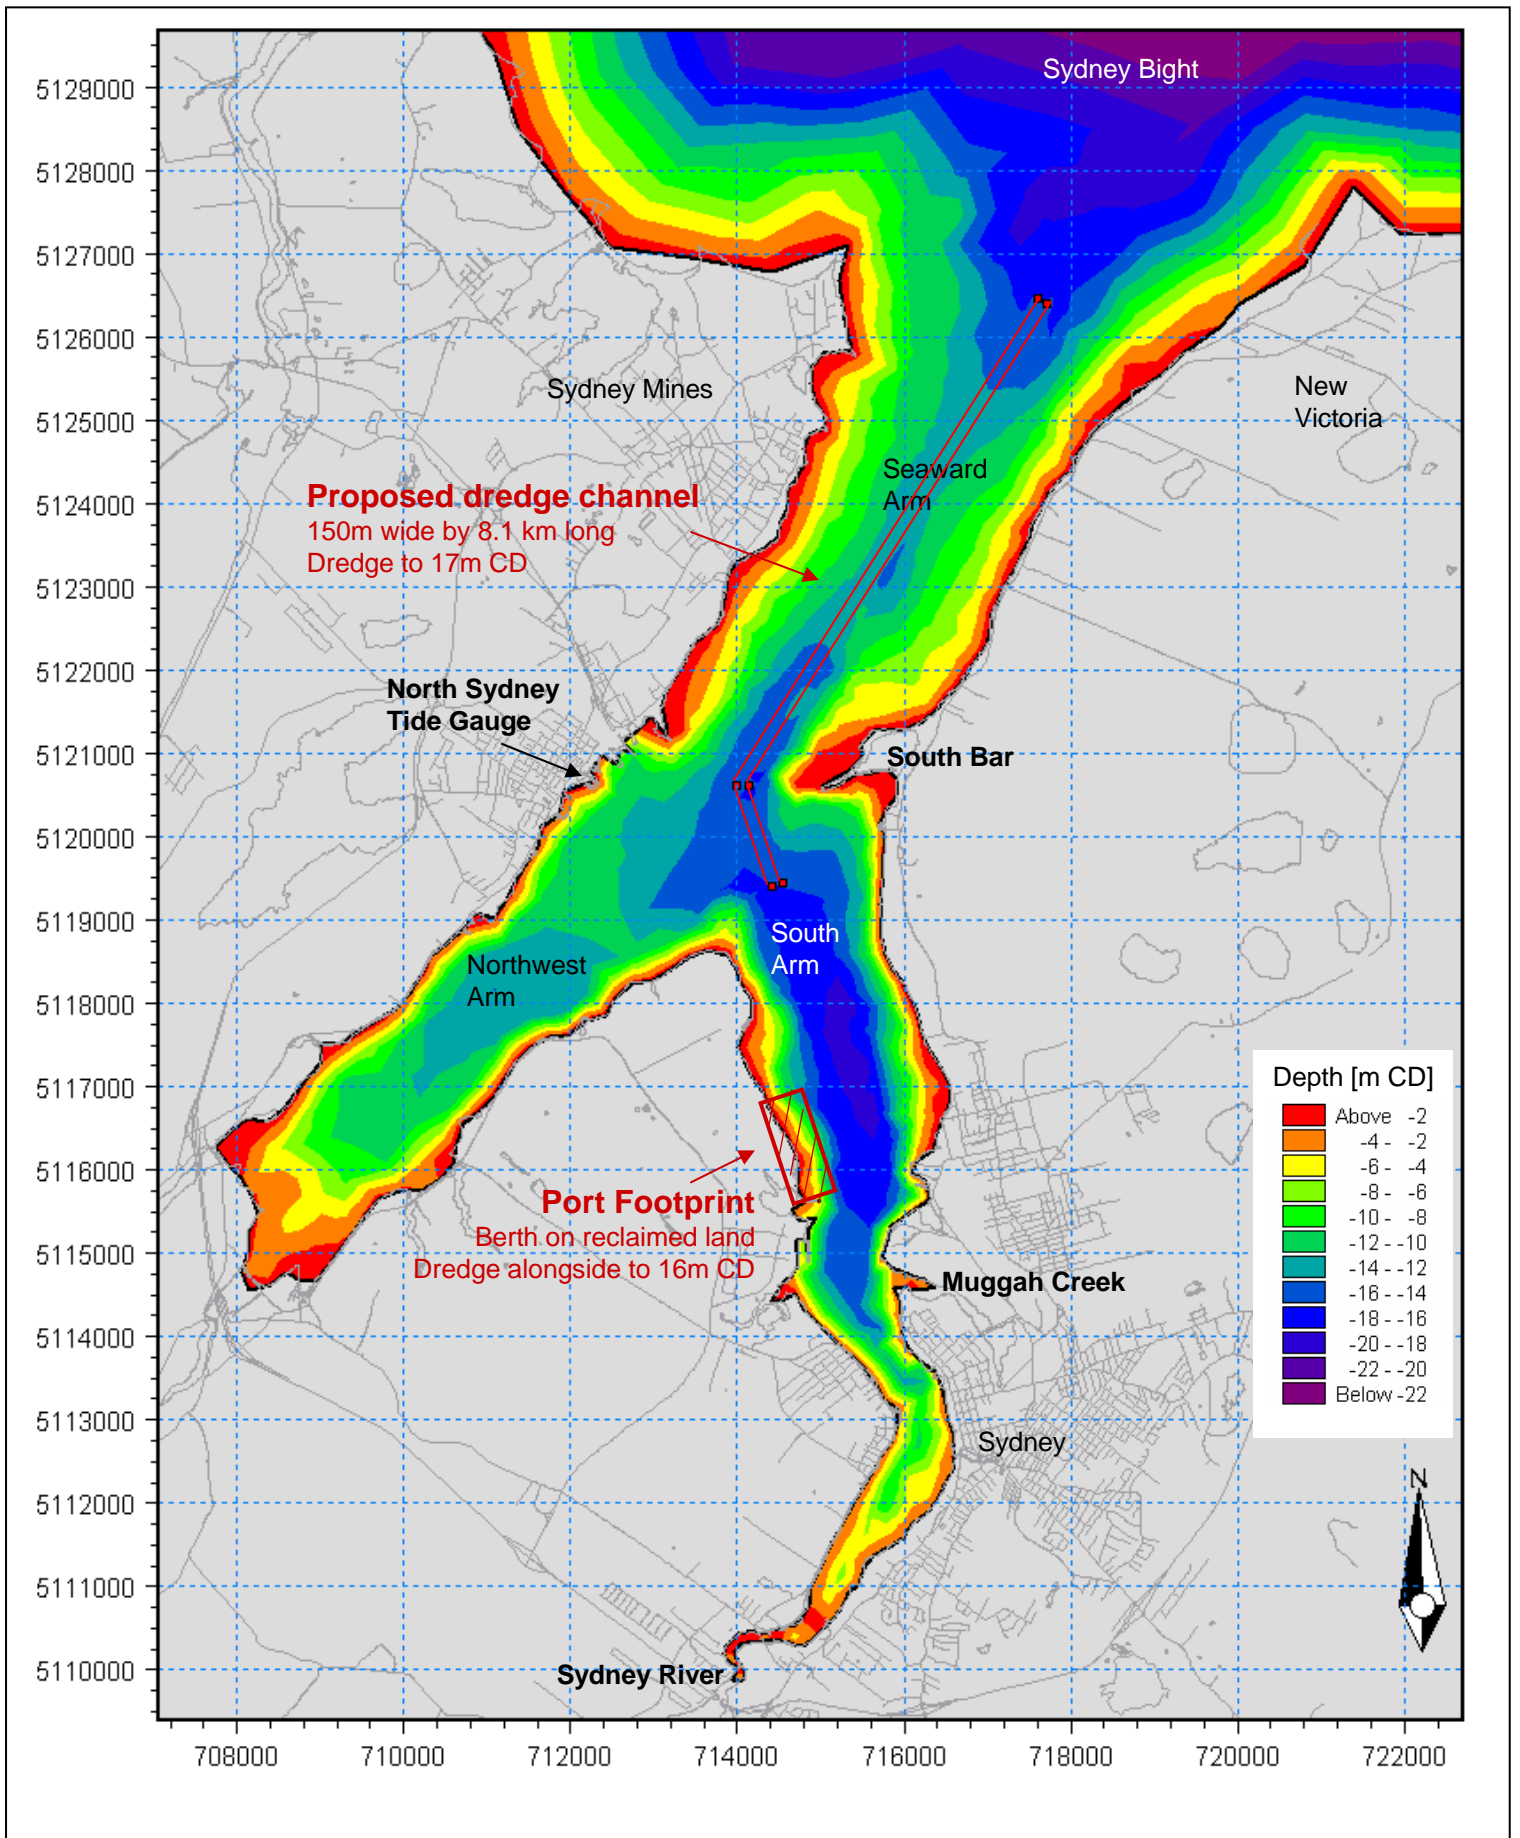 Sydney Bight
5129000
5128000
5127000
5126000
5125000
5124000
5123000
5122000
5121000
5120000
5119000
5118000
5117000
5116000
5115000
5114000
5113000
5112000
5111000
5110000
Sydney Mines
New
Victoria
Seaward
Arm
Proposed dredge channel
150m wide by 8.1 km long
Dredge to 17m CD
North Sydney
Tide Gauge
South Bar
South
Arm
Northwest
Arm
Port Footprint
Berth on reclaimed land
Dredge alongside to 16m CD
Muggah Creek
Sydney
Sydney River
Depth [m CD]
Above -2
-4 - -2
-6 - -4
-8 - -6
-10 - -8
-12 - -10
-14 - -12
-16 - -14
-18 - -16
-20 - -18
-22 - -20
Below -22
N
708000
710000
712000
714000
716000
718000
720000
722000